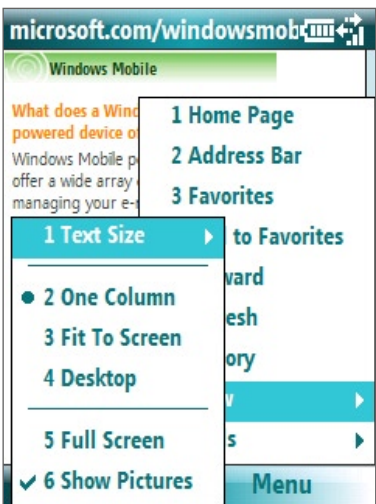 microsoft.com/windowsmob
Windows Mobile
What does a Wind
powered device of
Windows Mobile p
offer a wide array
managing your e-m
1 Home Page
2 Address Bar
3 Favorites
to Favorites
ward
esh
ory
w
s
1 Text Size
2 One Column
3 Fit To Screen
4 Desktop
5 Full Screen
6 Show Pictures
Menu